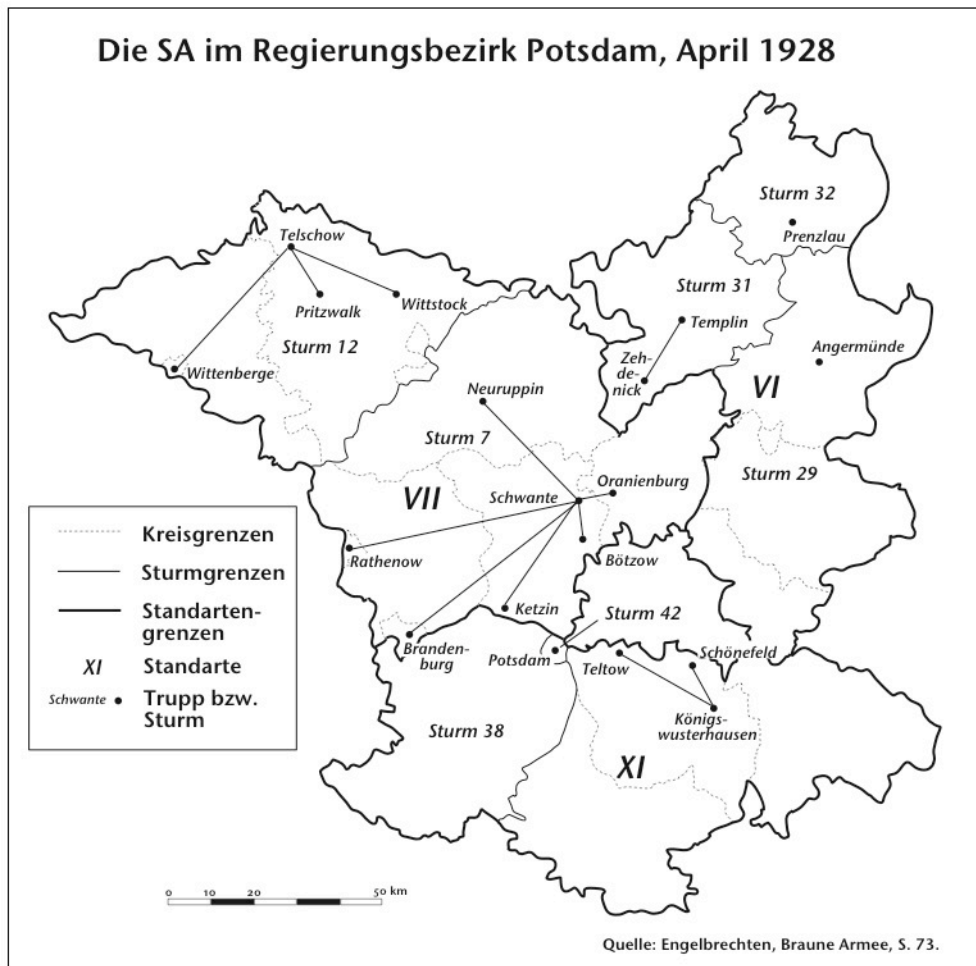 Die SA im Regierungsbezirk Potsdam, April 1928
Sturm 32
Prenzlau
Telschow
Pritzwalk
Wittstock
Sturm 12
Wittenberge
Sturm 31
Templin
Zeh-
de-
nick
Angermünde
VI
Neuruppin
Sturm 7
VII
Schwante
Oranienburg
Sturm 29
Rathenow
Bötzow
Ketzin
Sturm 42
Branden-
burg
Potsdam
Teltow
Schönefeld
Königs-
wusterhausen
Sturm 38
XI
Kreisgrenzen
Sturmgrenzen
Standarten-
grenzen
XI Standarte
Schwante Trupp bzw.
Sturm
0 10 20 50 km
Quelle: Engelbrechten, Braune Armee, S. 73.